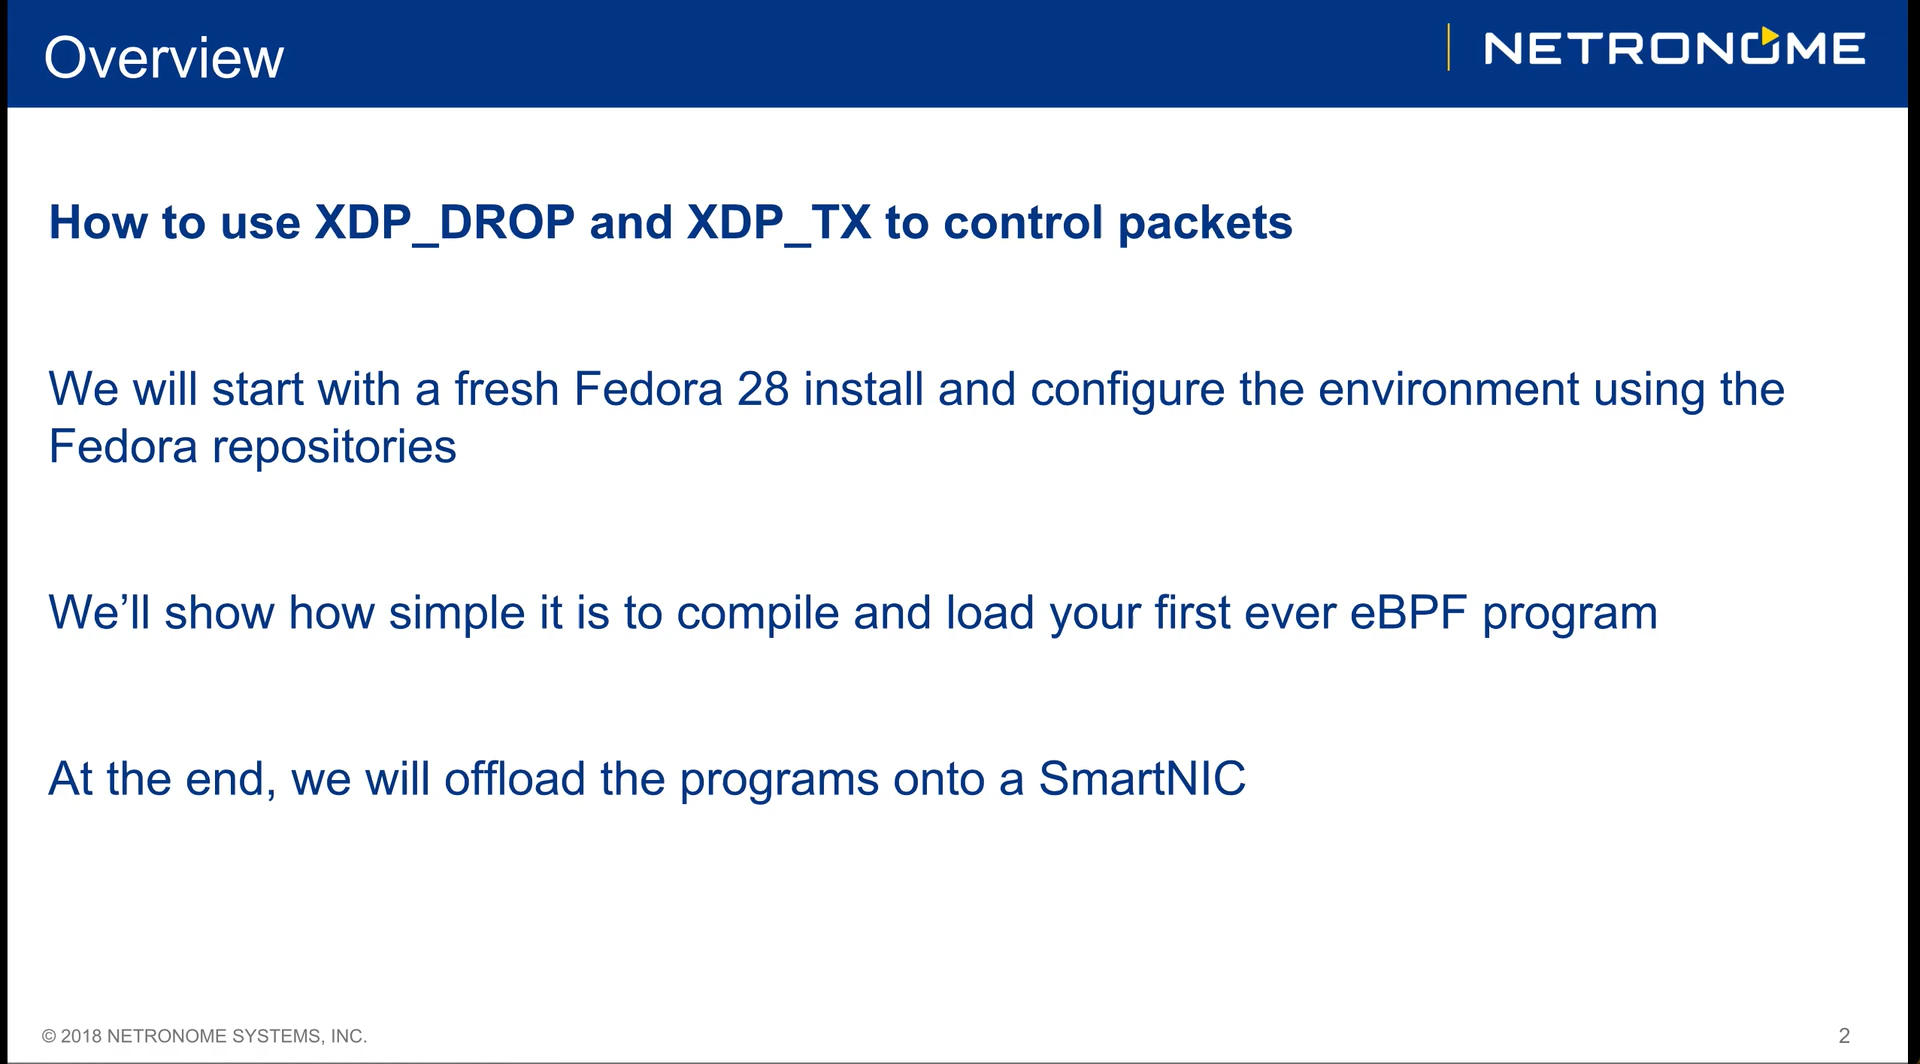 Overview
NETRONOME
How to use XDP_DROP and XDP_TX to control packets
We will start with a fresh Fedora 28 install and configure the environment using the
Fedora repositories
We’ll show how simple it is to compile and load your first ever eBPF program
At the end, we will offload the programs onto a SmartNIC
© 2018 NETRONOME SYSTEMS, INC.
2